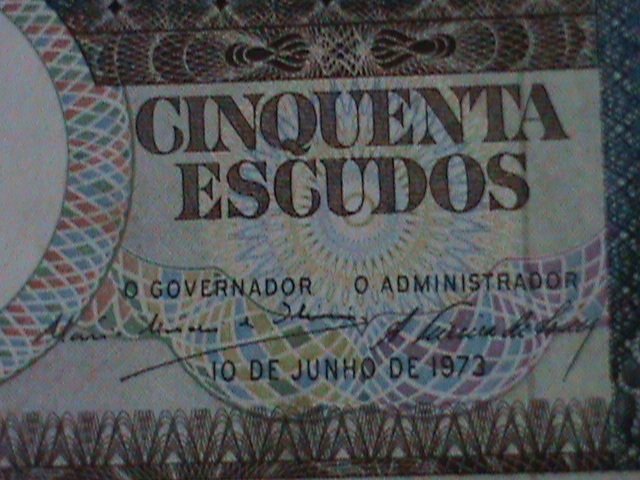 CINQUENTA
ESCUDOS
O GOVERNADOR O ADMINISTRADOR
10 DE JUNHO DE 1973